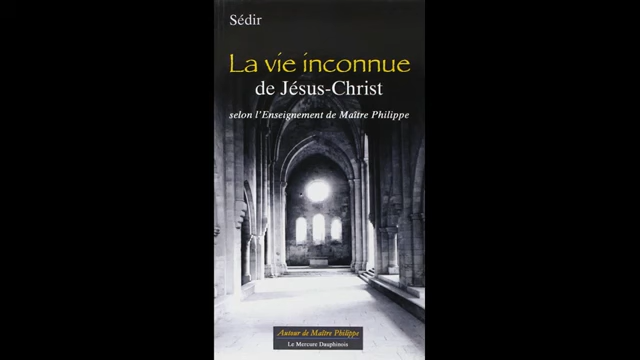 Sédir
La vie inconnue
de Jésus-Christ
selon l'Enseignement de Maître Philippe
Autour de Maître Philippe
Le Mercure Dauphinois